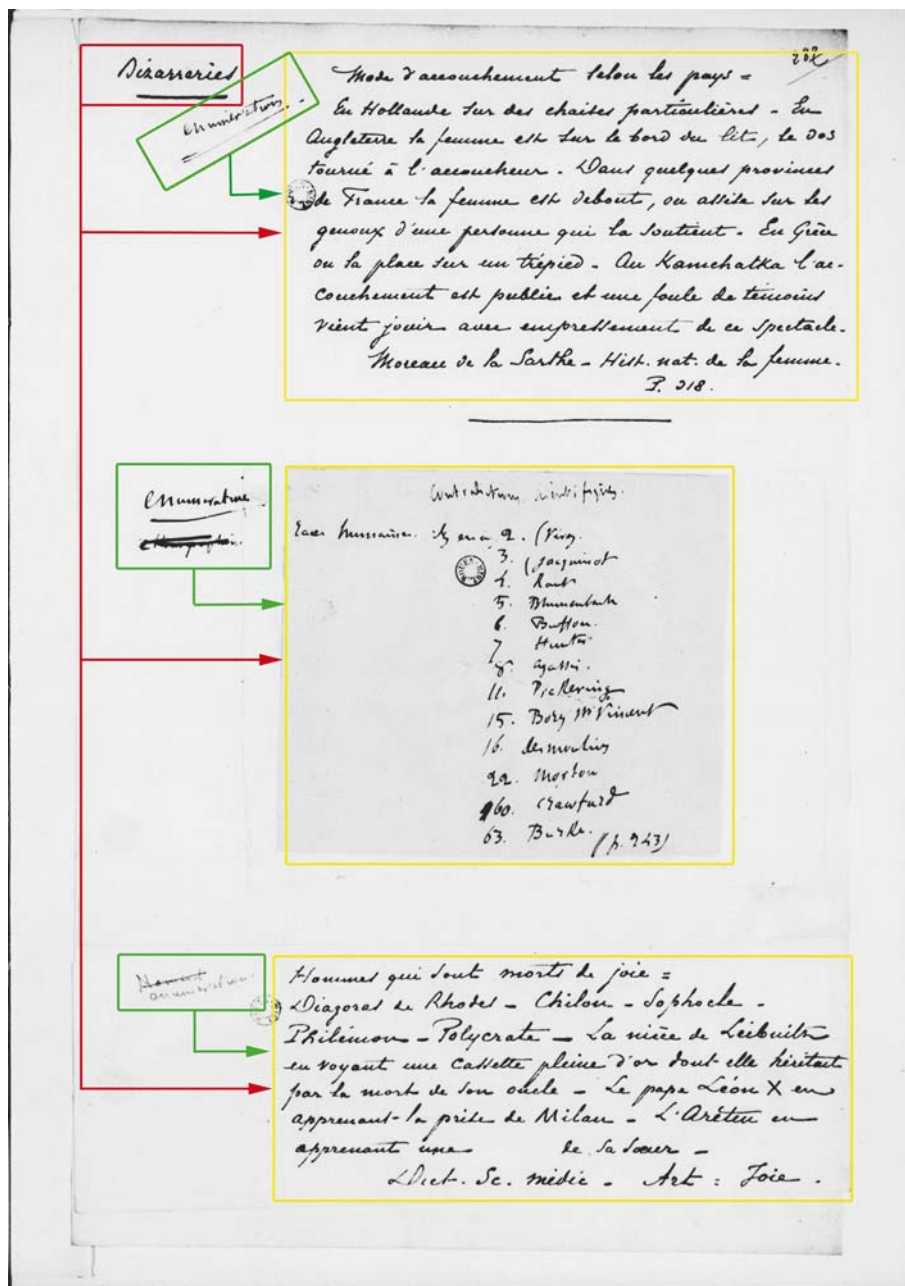 282
Bizarreries
énumération
Mode d'accouchement selon les pays =
En Hollande sur des chaises particulières - En
Angleterre la femme est sur le bord du lit, le dos
tourné à l'accoucheur. Dans quelques provinces
de France la femme est debout, ou assise sur les
genoux d'une personne qui la soutient - En Grèce
on la place sur un trépied - Au Kamchatka l'ac-
couchement est public et une foule de témoins
vient jouir avec empressement de ce spectacle.
Moreau de la Sarthe - Hist. nat. de la femme.
P. 218.
énumération
Contradictions scientifiques.
Races humaines. il y en a 2. (Virey
3. (Jacquinot
4. Kant
5. Blumenbach
6. Buffon.
7 Hunter
8. Agassiz.
11. Pickering
15. Bory St Vincent
16. desmoulins
22. Morton
60. Crawfurd
63. Burke.
(p. 243)
énumération
Hommes qui sont morts de joie =
Diagoras de Rhodes - Chilon - Sophocle -
Philémon - Polycrate - La nièce de Leibnitz
en voyant une cassette pleine d'or dont elle héritait
par la mort de son oncle - Le pape Léon X en
apprenant la prise de Milan - L'Arétin en
apprenant une de sa sœur -
Dict. Sc. médic - Art : Joie.